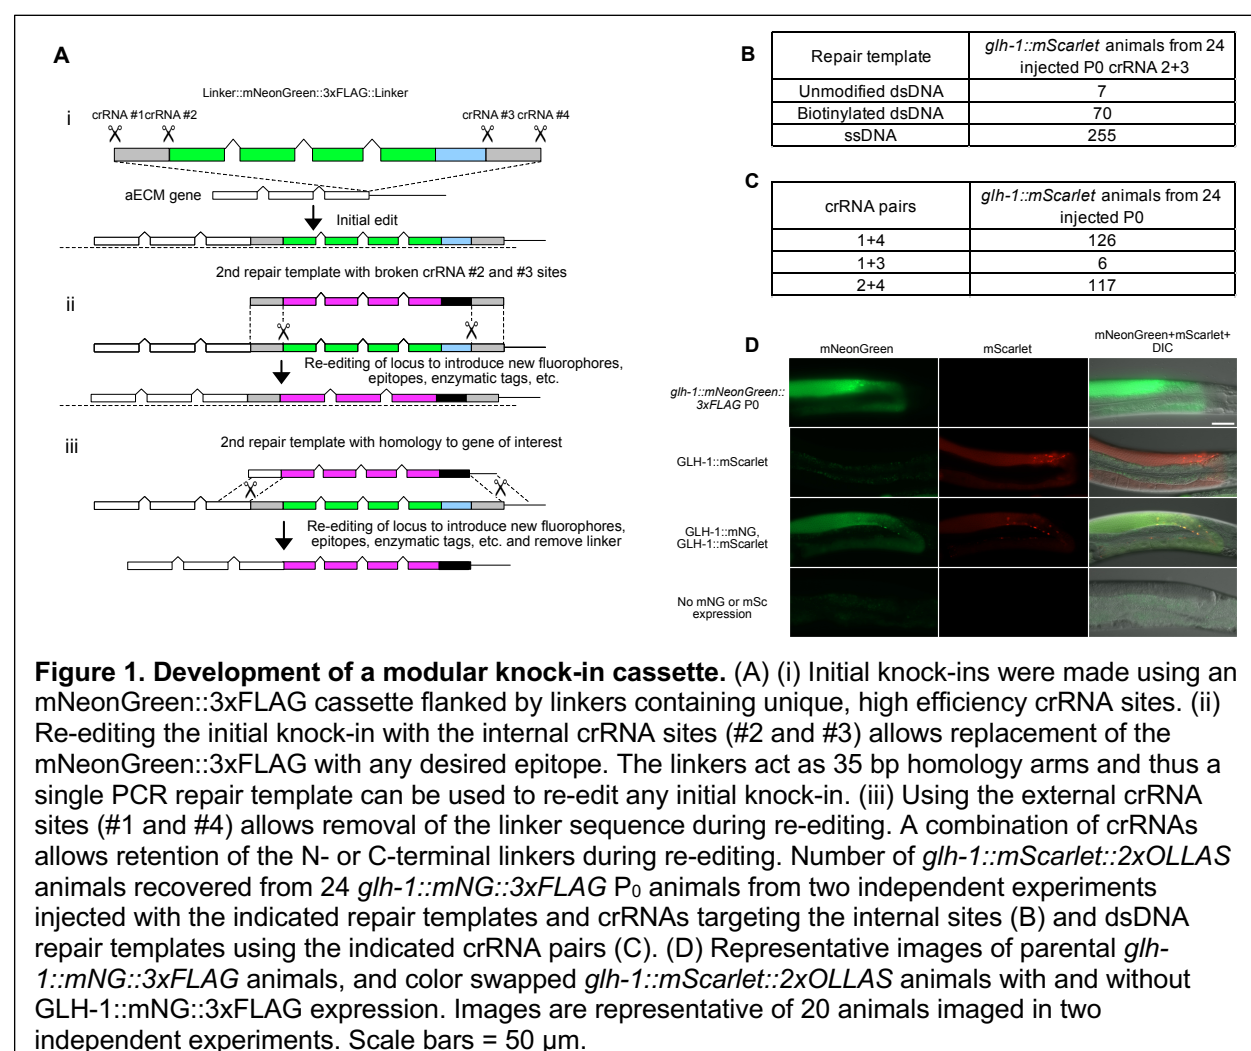 A
Linker::mNeonGreen::3xFLAG::Linker
i
crRNA #1 crRNA #2
crRNA #3 crRNA #4
aECM gene
Initial edit
2nd repair template with broken crRNA #2 and #3 sites
ii
Re-editing of locus to introduce new fluorophores,
epitopes, enzymatic tags, etc.
iii
2nd repair template with homology to gene of interest
Re-editing of locus to introduce new fluorophores,
epitopes, enzymatic tags, etc. and remove linker
B
Repair template
glh-1::mScarlet animals from 24
injected P0 crRNA 2+3
Unmodified dsDNA 7
Biotinylated dsDNA 70
ssDNA 255
C
crRNA pairs
glh-1::mScarlet animals from 24
injected P0
1+4 126
1+3 6
2+4 117
D
mNeonGreen
mScarlet
mNeonGreen+mScarlet+
DIC
glh-1::mNeonGreen::
3xFLAG P0
GLH-1::mScarlet
GLH-1::mNG,
GLH-1::mScarlet
No mNG or mSc
expression
Figure 1. Development of a modular knock-in cassette. (A) (i) Initial knock-ins were made using an
mNeonGreen::3xFLAG cassette flanked by linkers containing unique, high efficiency crRNA sites. (ii)
Re-editing the initial knock-in with the internal crRNA sites (#2 and #3) allows replacement of the
mNeonGreen::3xFLAG with any desired epitope. The linkers act as 35 bp homology arms and thus a
single PCR repair template can be used to re-edit any initial knock-in. (iii) Using the external crRNA
sites (#1 and #4) allows removal of the linker sequence during re-editing. A combination of crRNAs
allows retention of the N- or C-terminal linkers during re-editing. Number of glh-1::mScarlet::2xOLLAS
animals recovered from 24 glh-1::mNG::3xFLAG P0 animals from two independent experiments
injected with the indicated repair templates and crRNAs targeting the internal sites (B) and dsDNA
repair templates using the indicated crRNA pairs (C). (D) Representative images of parental glh-
1::mNG::3xFLAG animals, and color swapped glh-1::mScarlet::2xOLLAS animals with and without
GLH-1::mNG::3xFLAG expression. Images are representative of 20 animals imaged in two
independent experiments. Scale bars = 50 µm.